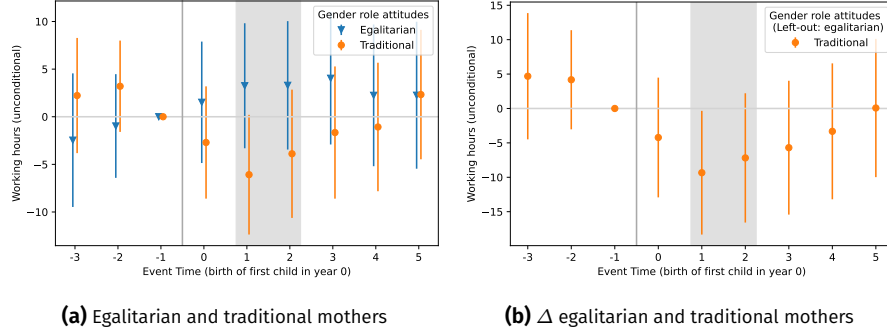 Gender role attitudes
Egalitarian
Traditional
Working hours (unconditional)
10
5
0
−5
−10
-3 -2 -1 0 1 2 3 4 5
Event Time (birth of first child in year 0)
(a) Egalitarian and traditional mothers
Gender role attitudes
(Left-out: egalitarian)
Traditional
Working hours (unconditional)
15
10
5
0
−5
−10
−15
-3 -2 -1 0 1 2 3 4 5
Event Time (birth of first child in year 0)
(b) Δ egalitarian and traditional mothers